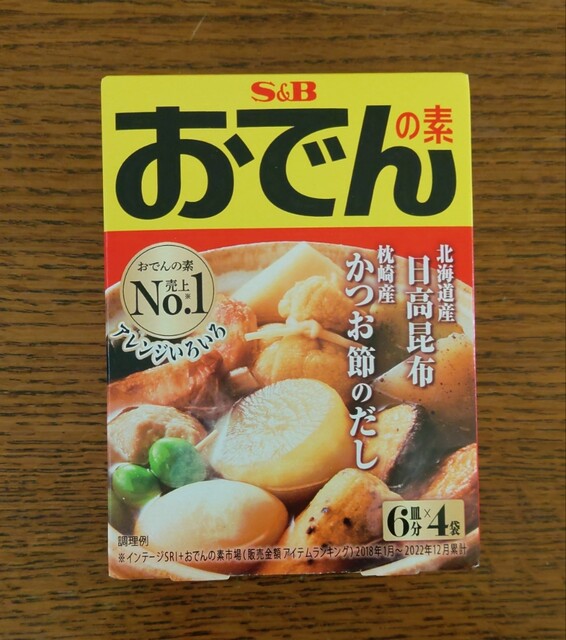 S&B
おでんの素
おでんの素
売上※
No.1
アレンジいろいろ
北海道産
日高昆布
枕崎産
かつお節のだし
6皿分×4袋
調理例
※インテージSRI+おでんの素市場(販売金額アイテムランキング)2018年1月〜2022年12月累計